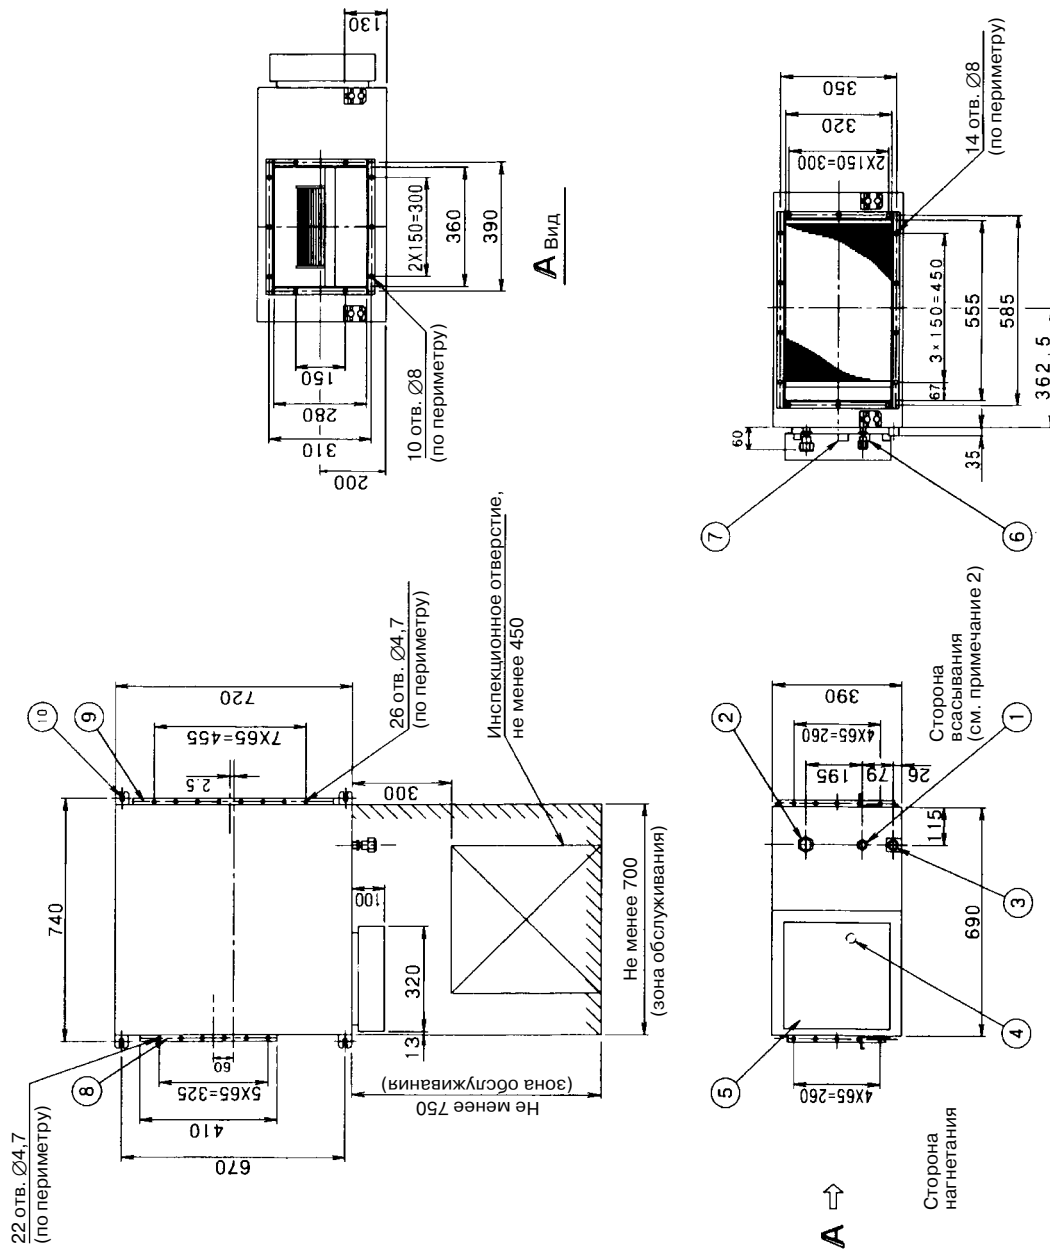 22 отв. Ø4,7
(по периметру)
8
5X65=325
410
670
60
740
10
9
2.5
7X65=455
720
26 отв. Ø4,7
(по периметру)
300
Инспекционное отверстие,
не менее 450
100
320
13
Не менее 750
(зона обслуживания)
Не менее 700
(зона обслуживания)
130
2X150=300
360
390
150
280
310
200
10 отв. Ø8
(по периметру)
A Вид
A
Сторона
нагнетания
5
4X65=260
4
690
3
115
26
79
195
4X65=260
390
2
1
Сторона
всасывания
(см. примечание 2)
7
6
60
35
67
3×150=450
555
585
362.5
2X150=300
320
350
14 отв. Ø8
(по периметру)